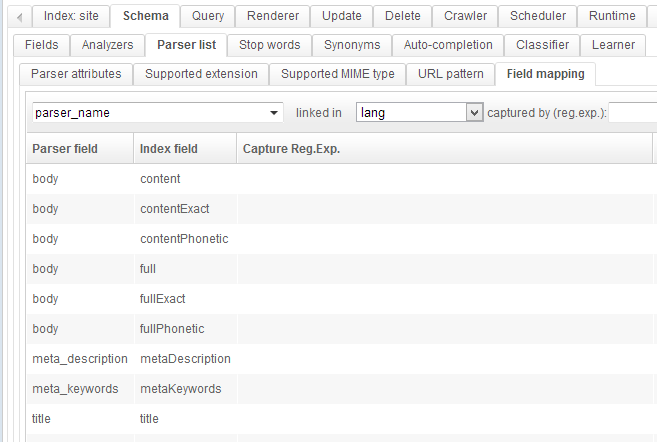 Index: site Schema Query Renderer Update Delete Crawler Scheduler Runtime
Fields Analyzers Parser list Stop words Synonyms Auto-completion Classifier Learner
Parser attributes Supported extension Supported MIME type URL pattern Field mapping
parser_name linked in lang captured by (reg.exp.):
Parser field Index field Capture Reg.Exp.
body content
body contentExact
body contentPhonetic
body full
body fullExact
body fullPhonetic
meta_description metaDescription
meta_keywords metaKeywords
title title